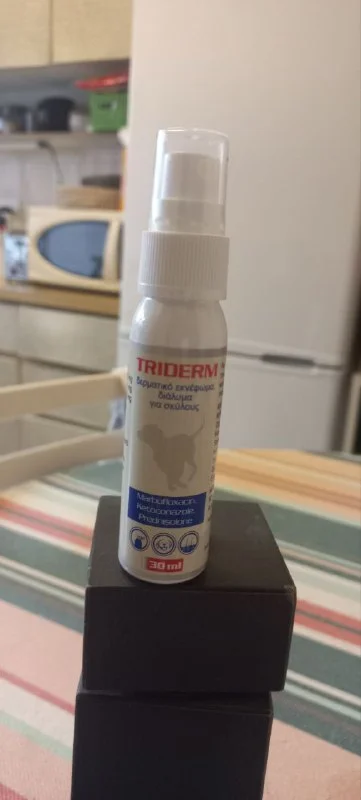 TRIDERM
δερματικό εκνέφωμα,
διάλυμα
για σκύλους
Marbofloxacin,
Ketoconazole,
Prednisolone
30 ml